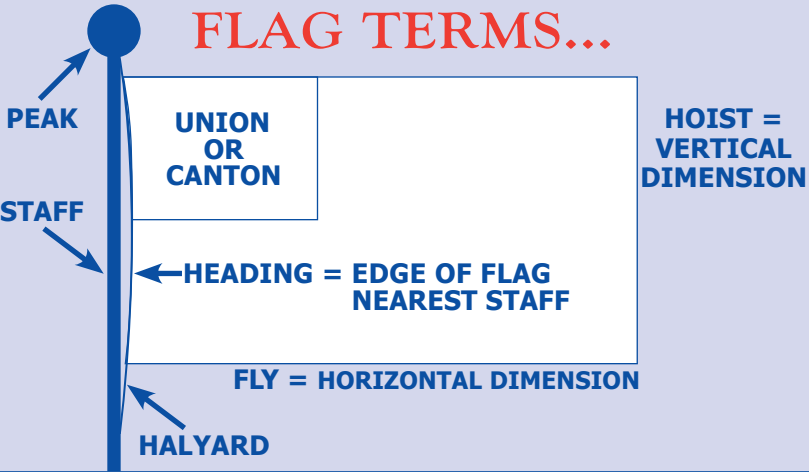 FLAG TERMS...
PEAK
UNION
OR
CANTON
HOIST =
VERTICAL
DIMENSION
STAFF
HEADING = EDGE OF FLAG
NEAREST STAFF
FLY = HORIZONTAL DIMENSION
HALYARD